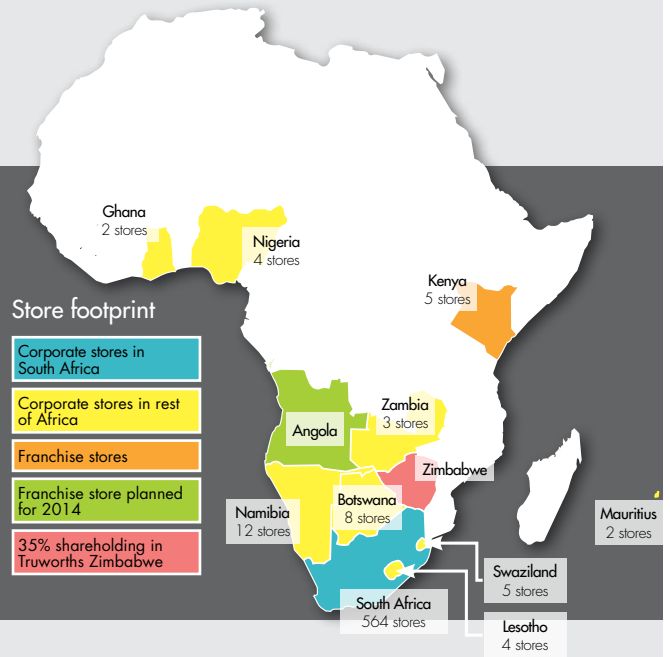 Ghana
2 stores
Nigeria
4 stores
Kenya
5 stores
Store footprint
Corporate stores in
South Africa
Corporate stores in rest
of Africa
Franchise stores
Franchise store planned
for 2014
35% shareholding in
Truworths Zimbabwe
Zambia
3 stores
Angola
Zimbabwe
Botswana
8 stores
Namibia
12 stores
Mauritius
2 stores
Swaziland
5 stores
South Africa
564 stores
Lesotho
4 stores